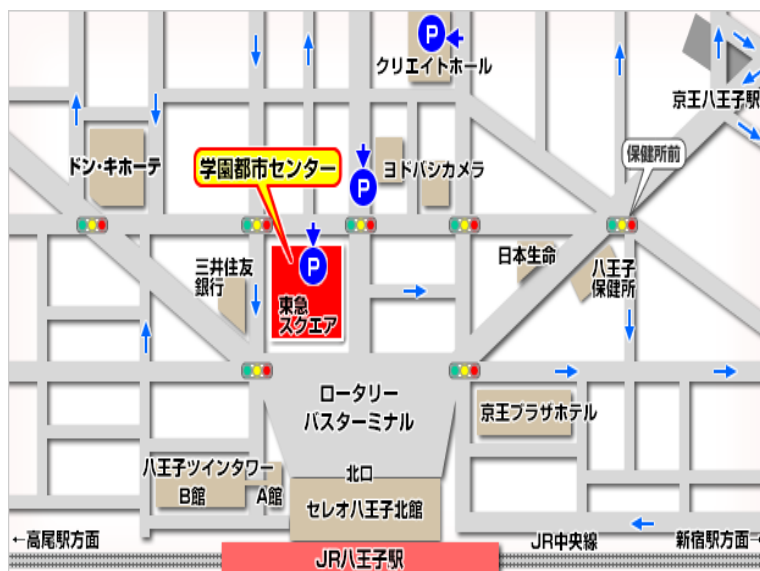 P
クリエイトホール
京王八王子駅
保健所前
ドン・キホーテ
学園都市センター
P
ヨドバシカメラ
P
三井住友
銀行
東急
スクエア
日本生命
八王子
保健所
ロータリー
バスターミナル
京王プラザホテル
八王子ツインタワー
B館
A館
北口
セレオ八王子北館
←高尾駅方面
JR中央線
新宿駅方面→
JR八王子駅